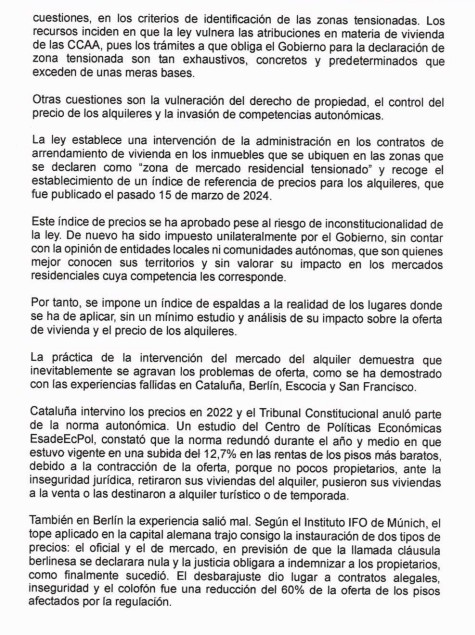 cuestiones, en los criterios de identificación de las zonas tensionadas. Los
recursos inciden en que la ley vulnera las atribuciones en materia de vivienda
de las CCAA, pues los trámites a que obliga el Gobierno para la declaración de
zona tensionada son tan exhaustivos, concretos y predeterminados que
exceden de unas meras bases.
Otras cuestiones son la vulneración del derecho de propiedad, el control del
precio de los alquileres y la invasión de competencias autonómicas.
La ley establece una intervención de la administración en los contratos de
arrendamiento de vivienda en los inmuebles que se ubiquen en las zonas que
se declaren como “zona de mercado residencial tensionado” y recoge el
establecimiento de un índice de referencia de precios para los alquileres, que
fue publicado el pasado 15 de marzo de 2024.
Este índice de precios se ha aprobado pese al riesgo de inconstitucionalidad de
la ley. De nuevo ha sido impuesto unilateralmente por el Gobierno, sin contar
con la opinión de entidades locales ni comunidades autónomas, que son quienes
mejor conocen sus territorios y sin valorar su impacto en los mercados
residenciales cuya competencia les corresponde.
Por tanto, se impone un índice de espaldas a la realidad de los lugares donde
se ha de aplicar, sin un mínimo estudio y análisis de su impacto sobre la oferta
de vivienda y el precio de los alquileres.
La práctica de la intervención del mercado del alquiler demuestra que
inevitablemente se agravan los problemas de oferta, como se ha demostrado
con las experiencias fallidas en Cataluña, Berlín, Escocia y San Francisco.
Cataluña intervino los precios en 2022 y el Tribunal Constitucional anuló parte
de la norma autonómica. Un estudio del Centro de Políticas Económicas
EsadeEcPol, constató que la norma redundó durante el año y medio en que
estuvo vigente en una subida del 12,7% en las rentas de los pisos más baratos,
debido a la contracción de la oferta, porque no pocos propietarios, ante la
inseguridad jurídica, retiraron sus viviendas del alquiler, pusieron sus viviendas
a la venta o las destinaron a alquiler turístico o de temporada.
También en Berlín la experiencia salió mal. Según el Instituto IFO de Múnich, el
tope aplicado en la capital alemana trajo consigo la instauración de dos tipos de
precios: el oficial y el de mercado, en previsión de que la llamada cláusula
berlinesa se declarara nula y la justicia obligara a indemnizar a los propietarios,
como finalmente sucedió. El desbarajuste dio lugar a contratos alegales,
inseguridad y el colofón fue una reducción del 60% de la oferta de los pisos
afectados por la regulación.